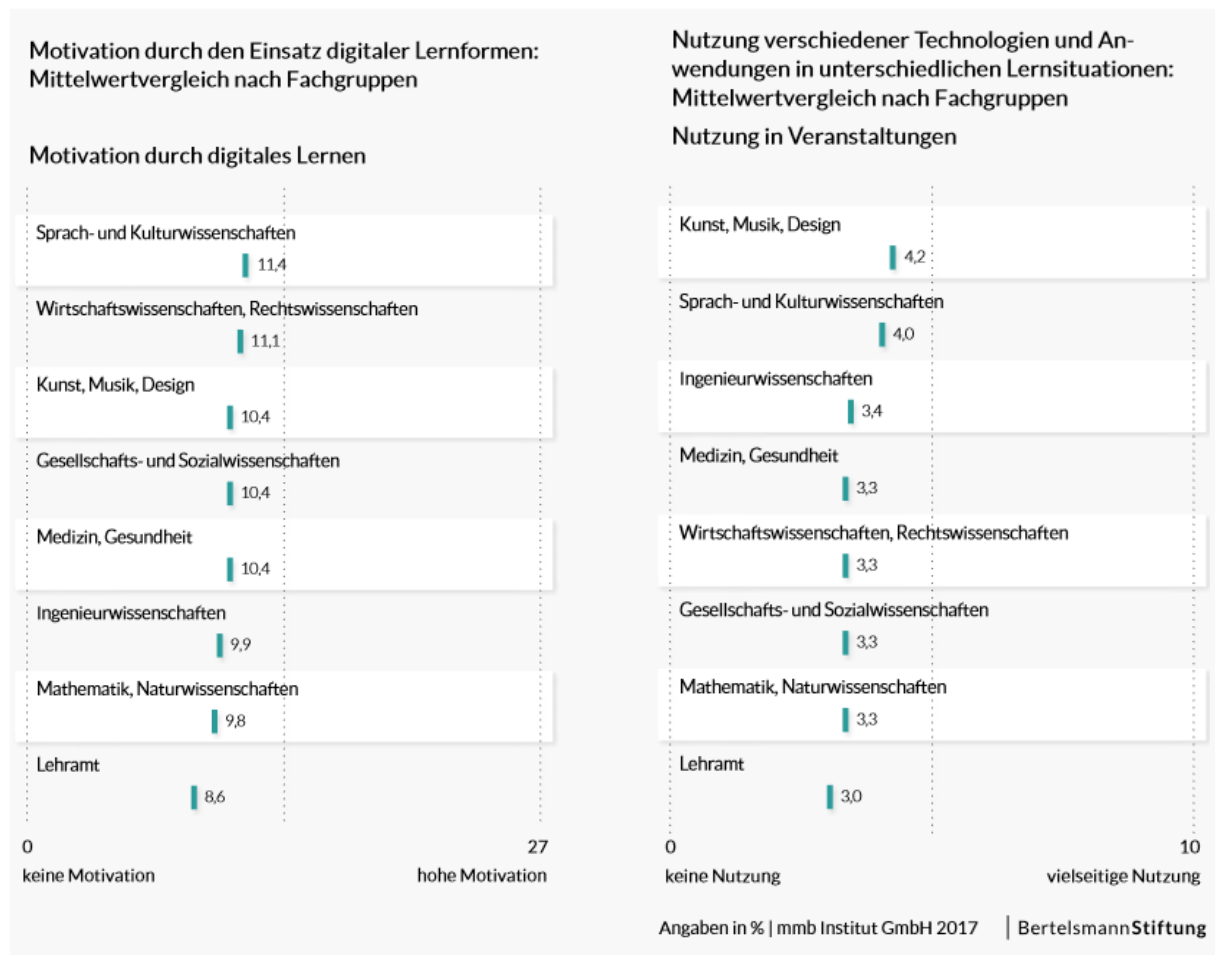 Motivation durch den Einsatz digitaler Lernformen:
Mittelwertvergleich nach Fachgruppen
Motivation durch digitales Lernen
Sprach- und Kulturwissenschaften
11,4
Wirtschaftswissenschaften, Rechtswissenschaften
11,1
Kunst, Musik, Design
10,4
Gesellschafts- und Sozialwissenschaften
10,4
Medizin, Gesundheit
10,4
Ingenieurwissenschaften
9,9
Mathematik, Naturwissenschaften
9,8
Lehramt
8,6
0 27
keine Motivation hohe Motivation
Nutzung verschiedener Technologien und An-
wendungen in unterschiedlichen Lernsituationen:
Mittelwertvergleich nach Fachgruppen
Nutzung in Veranstaltungen
Kunst, Musik, Design
4,2
Sprach- und Kulturwissenschaften
4,0
Ingenieurwissenschaften
3,4
Medizin, Gesundheit
3,3
Wirtschaftswissenschaften, Rechtswissenschaften
3,3
Gesellschafts- und Sozialwissenschaften
3,3
Mathematik, Naturwissenschaften
3,3
Lehramt
3,0
0 10
keine Nutzung vielseitige Nutzung
Angaben in % | mmb Institut GmbH 2017 | BertelsmannStiftung